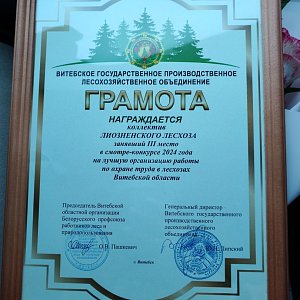 ВИТЕБСКОЕ ГОСУДАРСТВЕННОЕ ПРОИЗВОДСТВЕННОЕ
ЛЕСОХОЗЯЙСТВЕННОЕ ОБЪЕДИНЕНИЕ
ГРАМОТА
НАГРАЖДАЕТСЯ
коллектив
ЛИОЗНЕНСКОГО ЛЕСХОЗА
занявший III место
в смотре-конкурсе 2024 года
на лучшую организацию работы
по охране труда в лесхозах
Витебской области
Председатель Витебской
областной организации
Белорусского профсоюза
работников леса и
природопользования
О.Р. Пашкевич
Генеральный директор
Витебского государственного
производственного
лесохозяйственного
объединения
г. Витебск